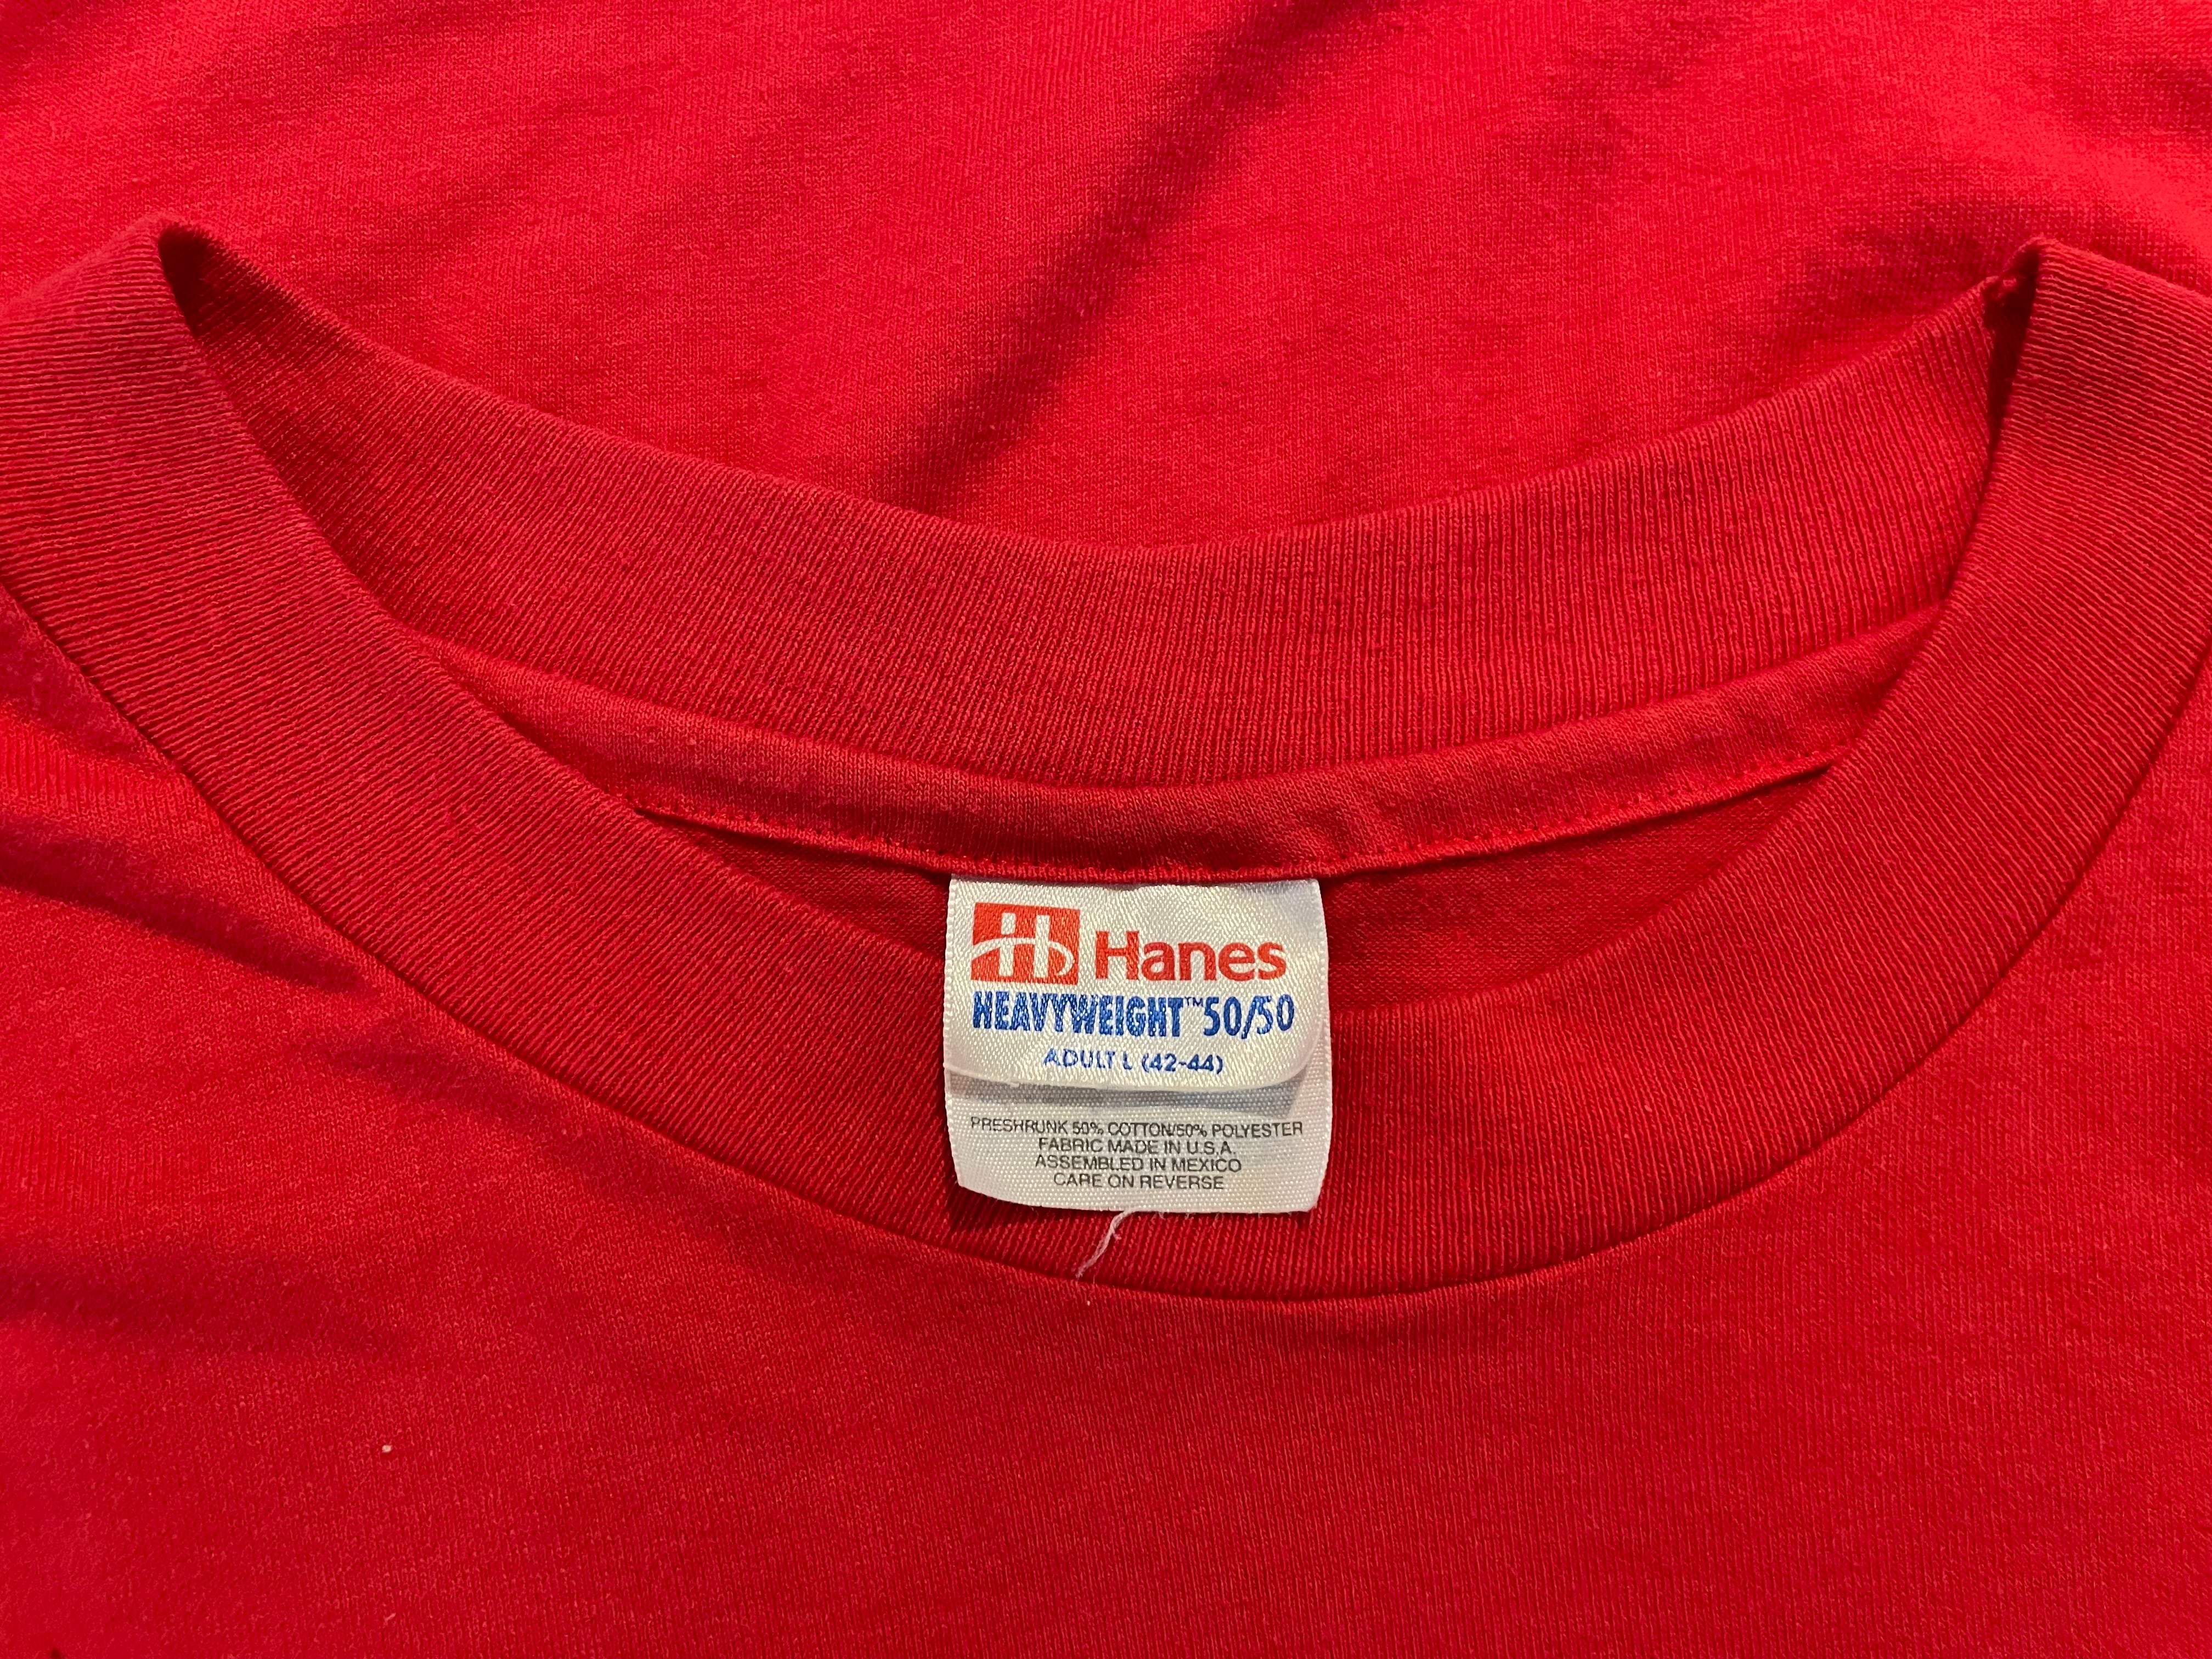 Hanes
HEAVYWEIGHT™ 50/50
ADULT L (42-44)
PRESHRUNK 50% COTTON/50% POLYESTER
FABRIC MADE IN U.S.A.
ASSEMBLED IN MEXICO
CARE ON REVERSE